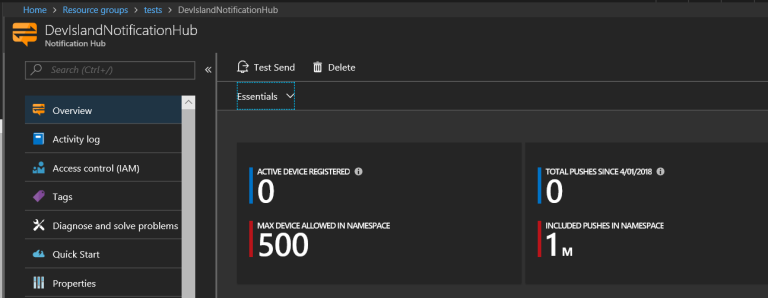 Home > Resource groups > tests > DevIslandNotificationHub
DevIslandNotificationHub
Notification Hub
Search (Ctrl+/)
Overview
Activity log
Access control (IAM)
Tags
Diagnose and solve problems
Quick Start
Properties
Test Send Delete
Essentials
ACTIVE DEVICE REGISTERED
0
MAX DEVICE ALLOWED IN NAMESPACE
500
TOTAL PUSHES SINCE 4/01/2018
0
INCLUDED PUSHES IN NAMESPACE
1 M